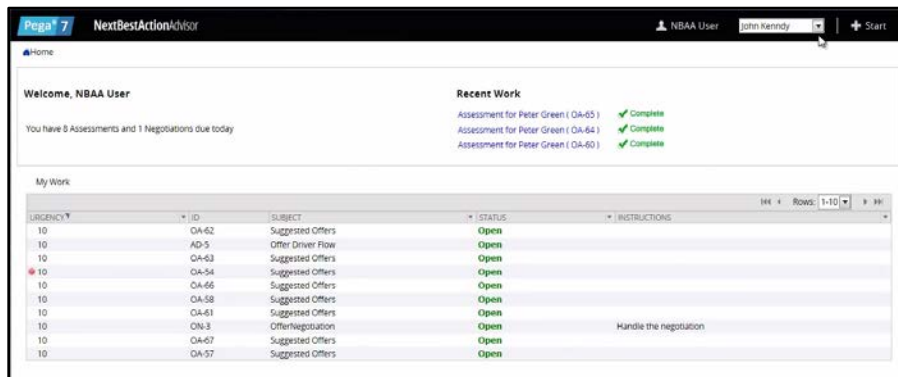 Pega® 7 NextBestActionAdvisor NBAA User John Kenndy Start
Home
Welcome, NBAA User
You have 8 Assessments and 1 Negotiations due today
Recent Work
Assessment for Peter Green ( OA-65 ) Complete
Assessment for Peter Green ( OA-64 ) Complete
Assessment for Peter Green ( OA-60 ) Complete
My Work
Rows: 1-10
URGENCY ID SUBJECT STATUS INSTRUCTIONS
10 OA-62 Suggested Offers Open
10 AD-5 Offer Driver Flow Open
10 OA-63 Suggested Offers Open
10 OA-54 Suggested Offers Open
10 OA-66 Suggested Offers Open
10 OA-58 Suggested Offers Open
10 OA-61 Suggested Offers Open
10 ON-3 OfferNegotiation Open Handle the negotiation
10 OA-67 Suggested Offers Open
10 OA-57 Suggested Offers Open